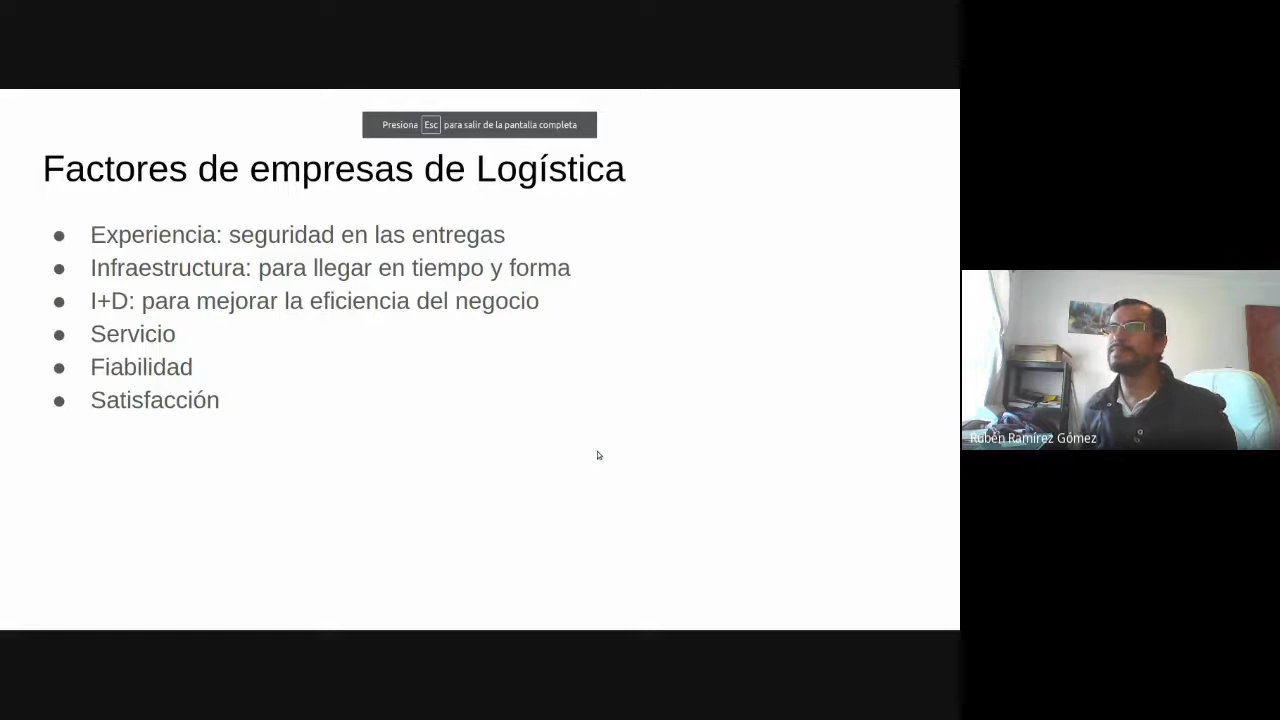 Presiona Esc para salir de la pantalla completa
Factores de empresas de Logística
● Experiencia: seguridad en las entregas
● Infraestructura: para llegar en tiempo y forma
● I+D: para mejorar la eficiencia del negocio
● Servicio
● Fiabilidad
● Satisfacción
Rubén Ramírez Gómez